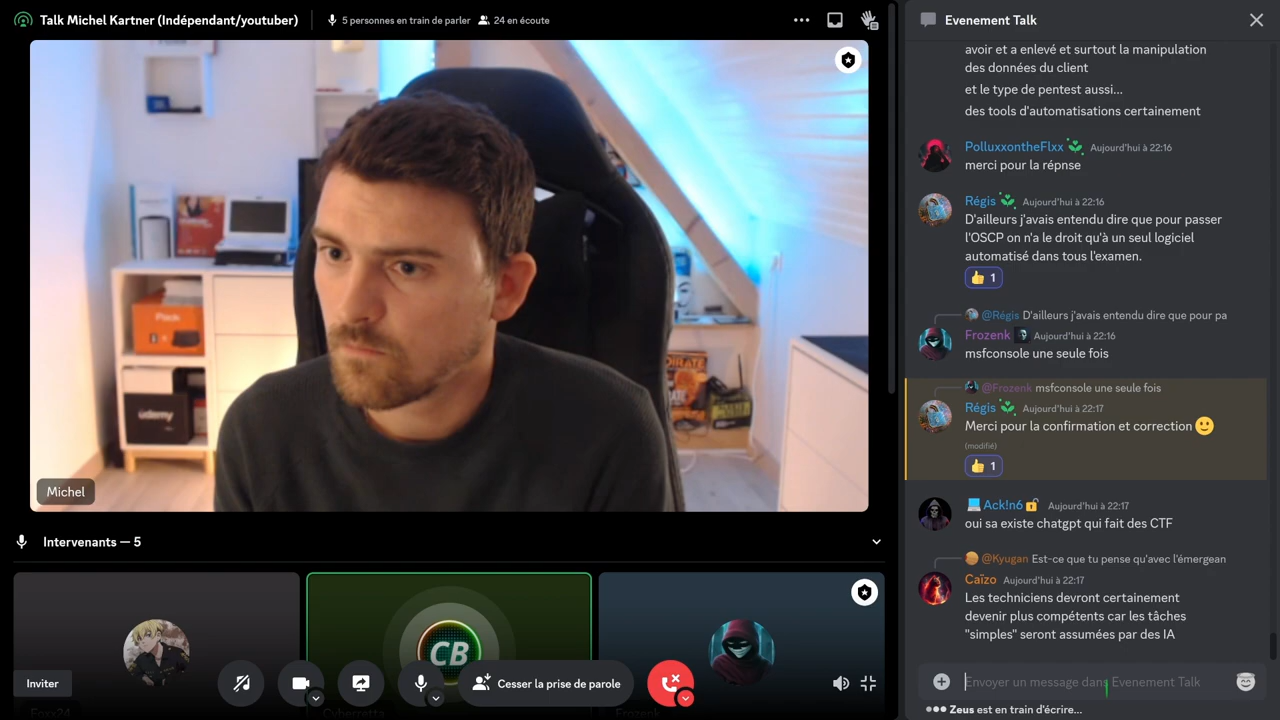 Talk Michel Kartner (Indépendant/youtuber)
5 personnes en train de parler
24 en écoute
Pack
udemy
PIRATE
Michel
Intervenants — 5
CB
Inviter
Cesser la prise de parole
Cyberzetta
Frozenk
Evenement Talk
avoir et a enlevé et surtout la manipulation
des données du client
et le type de pentest aussi...
des tools d'automatisations certainement
PolluxxontheFlxx Aujourd'hui à 22:16
merci pour la répnse
Régis Aujourd'hui à 22:16
D'ailleurs j'avais entendu dire que pour passer
l'OSCP on n'a le droit qu'à un seul logiciel
automatisé dans tous l'examen.
👍 1
@Régis D'ailleurs j'avais entendu dire que pour pa
Frozenk Aujourd'hui à 22:16
msfconsole une seule fois
@Frozenk msfconsole une seule fois
Régis Aujourd'hui à 22:17
Merci pour la confirmation et correction 🙂
(modifié)
👍 1
💻Ack!n6🔓 Aujourd'hui à 22:17
oui sa existe chatgpt qui fait des CTF
@Kyugan Est-ce que tu pense qu'avec l'émergean
Caïzo Aujourd'hui à 22:17
Les techniciens devront certainement
devenir plus compétents car les tâches
"simples" seront assumées par des IA
Envoyer un message dans Evenement Talk
Zeus est en train d'écrire...